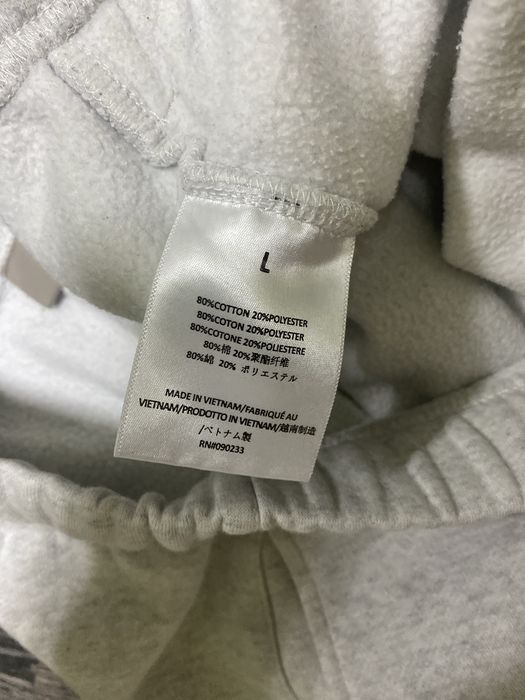 L
80%COTTON 20%POLYESTER
80%COTON 20%POLYESTER
80%COTONE 20%POLIESTERE
80%棉 20%聚酯纤维
80%綿 20% ポリエステル
MADE IN VIETNAM/FABRIQUÉ AU
VIETNAM/PRODOTTO IN VIETNAM/越南制造
/ベトナム製
RN#090233